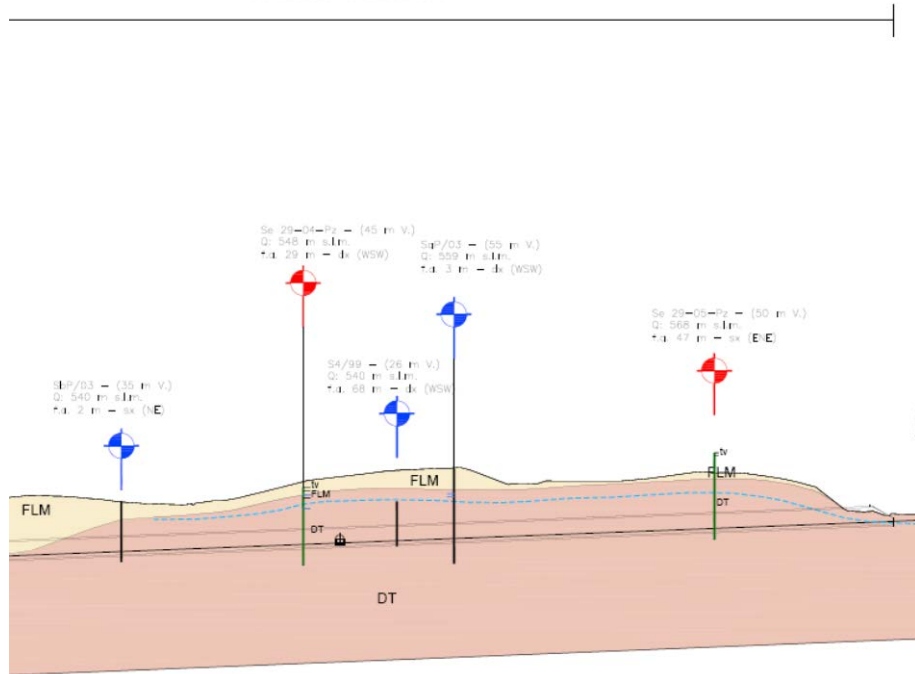 Se 29-04-Pz - (45 m V.)
Q: 548 m s.l.m.
f.a. 29 m - dx (WSW)
SqP/03 - (55 m V.)
Q: 559 m s.l.m.
f.a. 3 m - dx (WSW)
Se 29-05-Pz - (50 m V.)
Q: 568 m s.l.m.
f.a. 47 m - sx (ENE)
SbP/03 - (35 m V.)
Q: 540 m s.l.m.
f.a. 2 m - sx (NE)
S4/99 - (26 m V.)
Q: 540 m s.l.m.
f.a. 68 m - dx (WSW)
tv
FLM
tv
FLM
FLM
FLM
DT
DT
DT